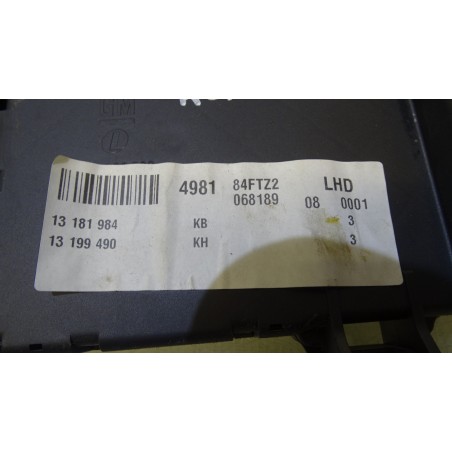 4981 84FTZ2 LHD
068189 08 0001
13 181 984 KB 3
13 199 490 KH 3